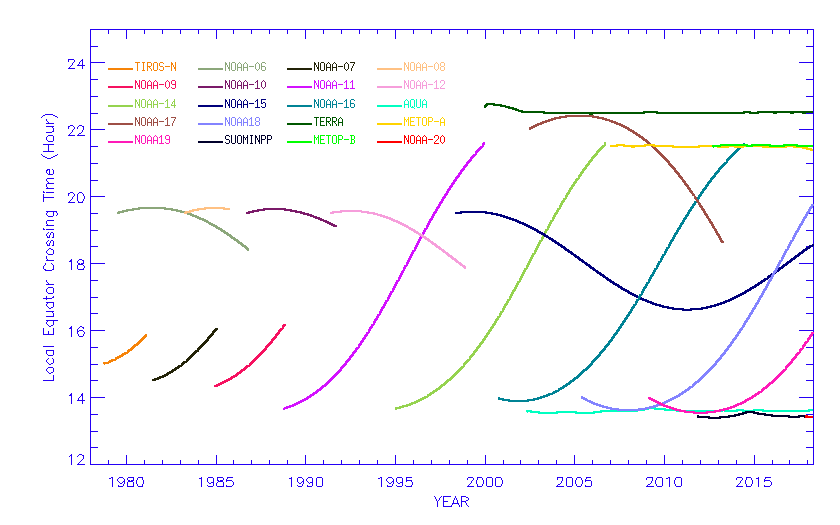 24
TIROS-N NOAA-06 NOAA-07 NOAA-08
NOAA-09 NOAA-10 NOAA-11 NOAA-12
NOAA-14 NOAA-15 NOAA-16 AQUA
NOAA-17 NOAA18 TERRA METOP-A
NOAA19 SUOMINPP METOP-B NOAA-20
22
20
18
16
14
12
Local Equator Crossing Time (Hour)
1980 1985 1990 1995 2000 2005 2010 2015
YEAR